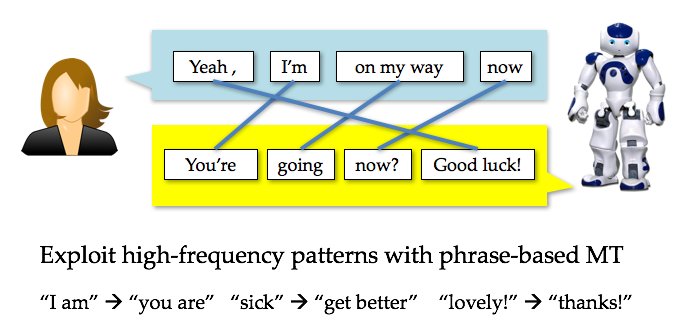 Yeah , I’m on my way now
You’re going now? Good luck!
Exploit high-frequency patterns with phrase-based MT
“I am” → “you are” “sick” → “get better” “lovely!” → “thanks!”